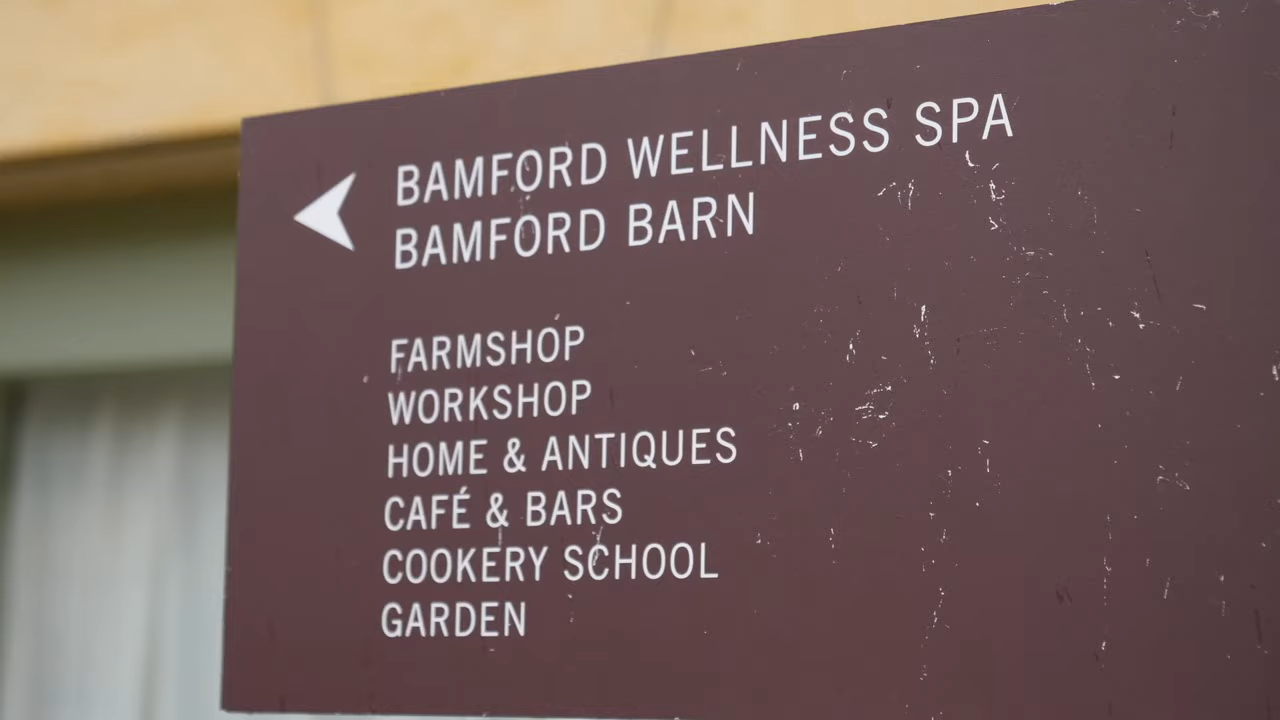 BAMFORD WELLNESS SPA
BAMFORD BARN
FARMSHOP
WORKSHOP
HOME & ANTIQUES
CAFÉ & BARS
COOKERY SCHOOL
GARDEN